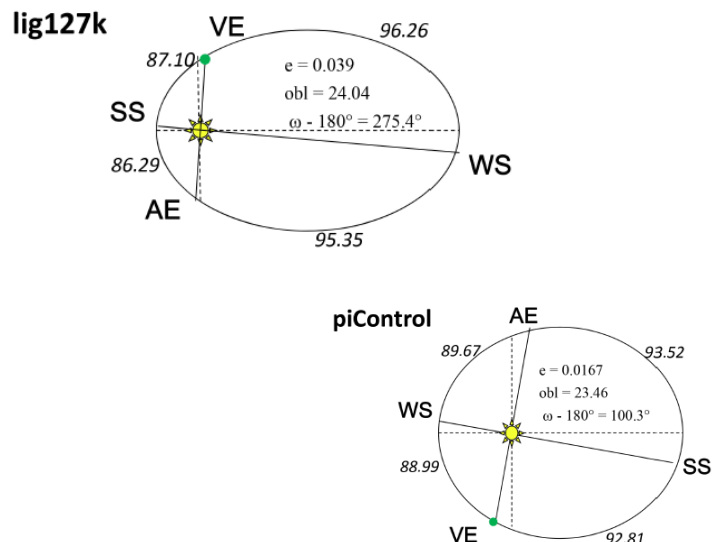 lig127k
VE
96.26
87.10
e = 0.039
obl = 24.04
ω - 180° = 275.4°
SS
WS
86.29
AE
95.35
piControl
AE
89.67
93.52
e = 0.0167
obl = 23.46
ω - 180° = 100.3°
WS
SS
88.99
VE
92.81